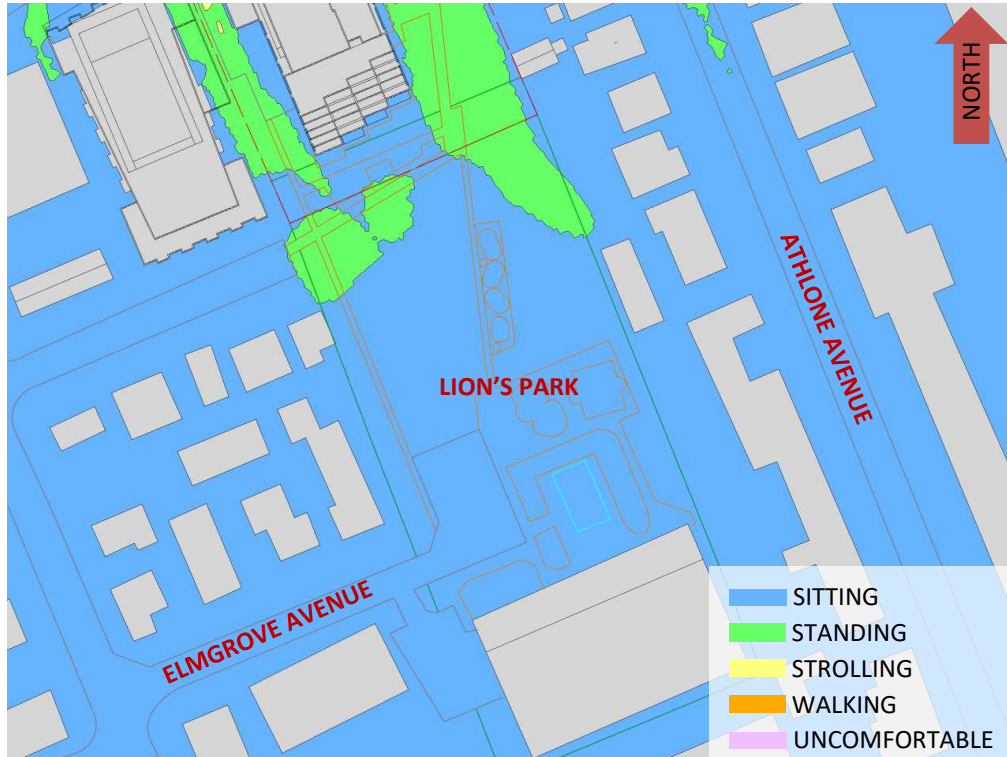 NORTH
ATHLONE AVENUE
LION'S PARK
ELMGROVE AVENUE
SITTING
STANDING
STROLLING
WALKING
UNCOMFORTABLE